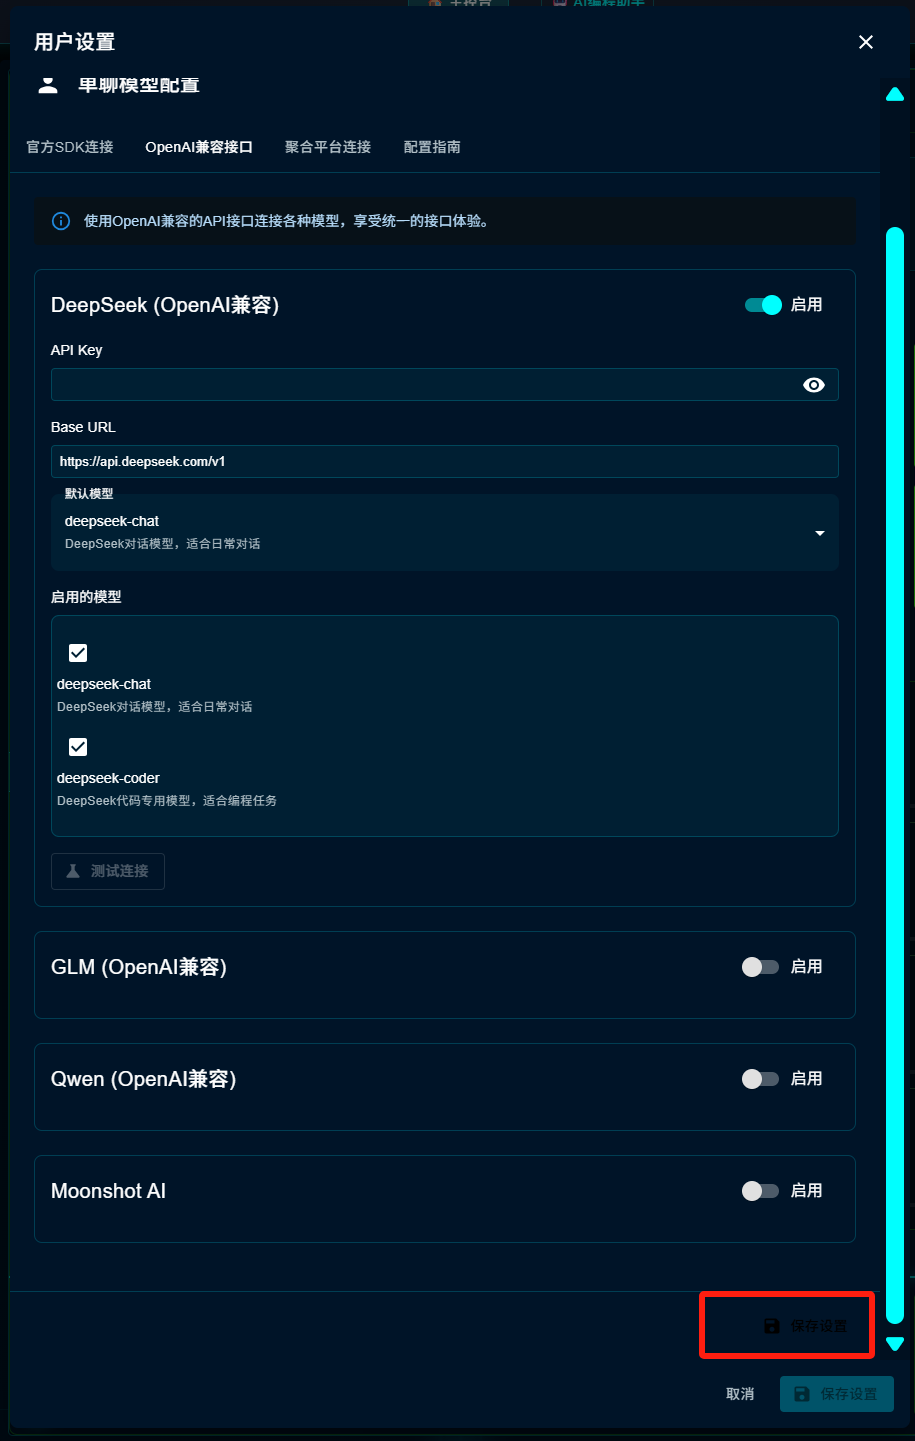 主控台
AI编程助手
用户设置
单聊模型配置
官方SDK连接 OpenAI兼容接口 聚合平台连接 配置指南
使用OpenAI兼容的API接口连接各种模型，享受统一的接口体验。
DeepSeek (OpenAI兼容) 启用
API Key
Base URL
https://api.deepseek.com/v1
默认模型
deepseek-chat
DeepSeek对话模型，适合日常对话
启用的模型
deepseek-chat
DeepSeek对话模型，适合日常对话
deepseek-coder
DeepSeek代码专用模型，适合编程任务
测试连接
GLM (OpenAI兼容) 启用
Qwen (OpenAI兼容) 启用
Moonshot AI 启用
保存设置
取消 保存设置